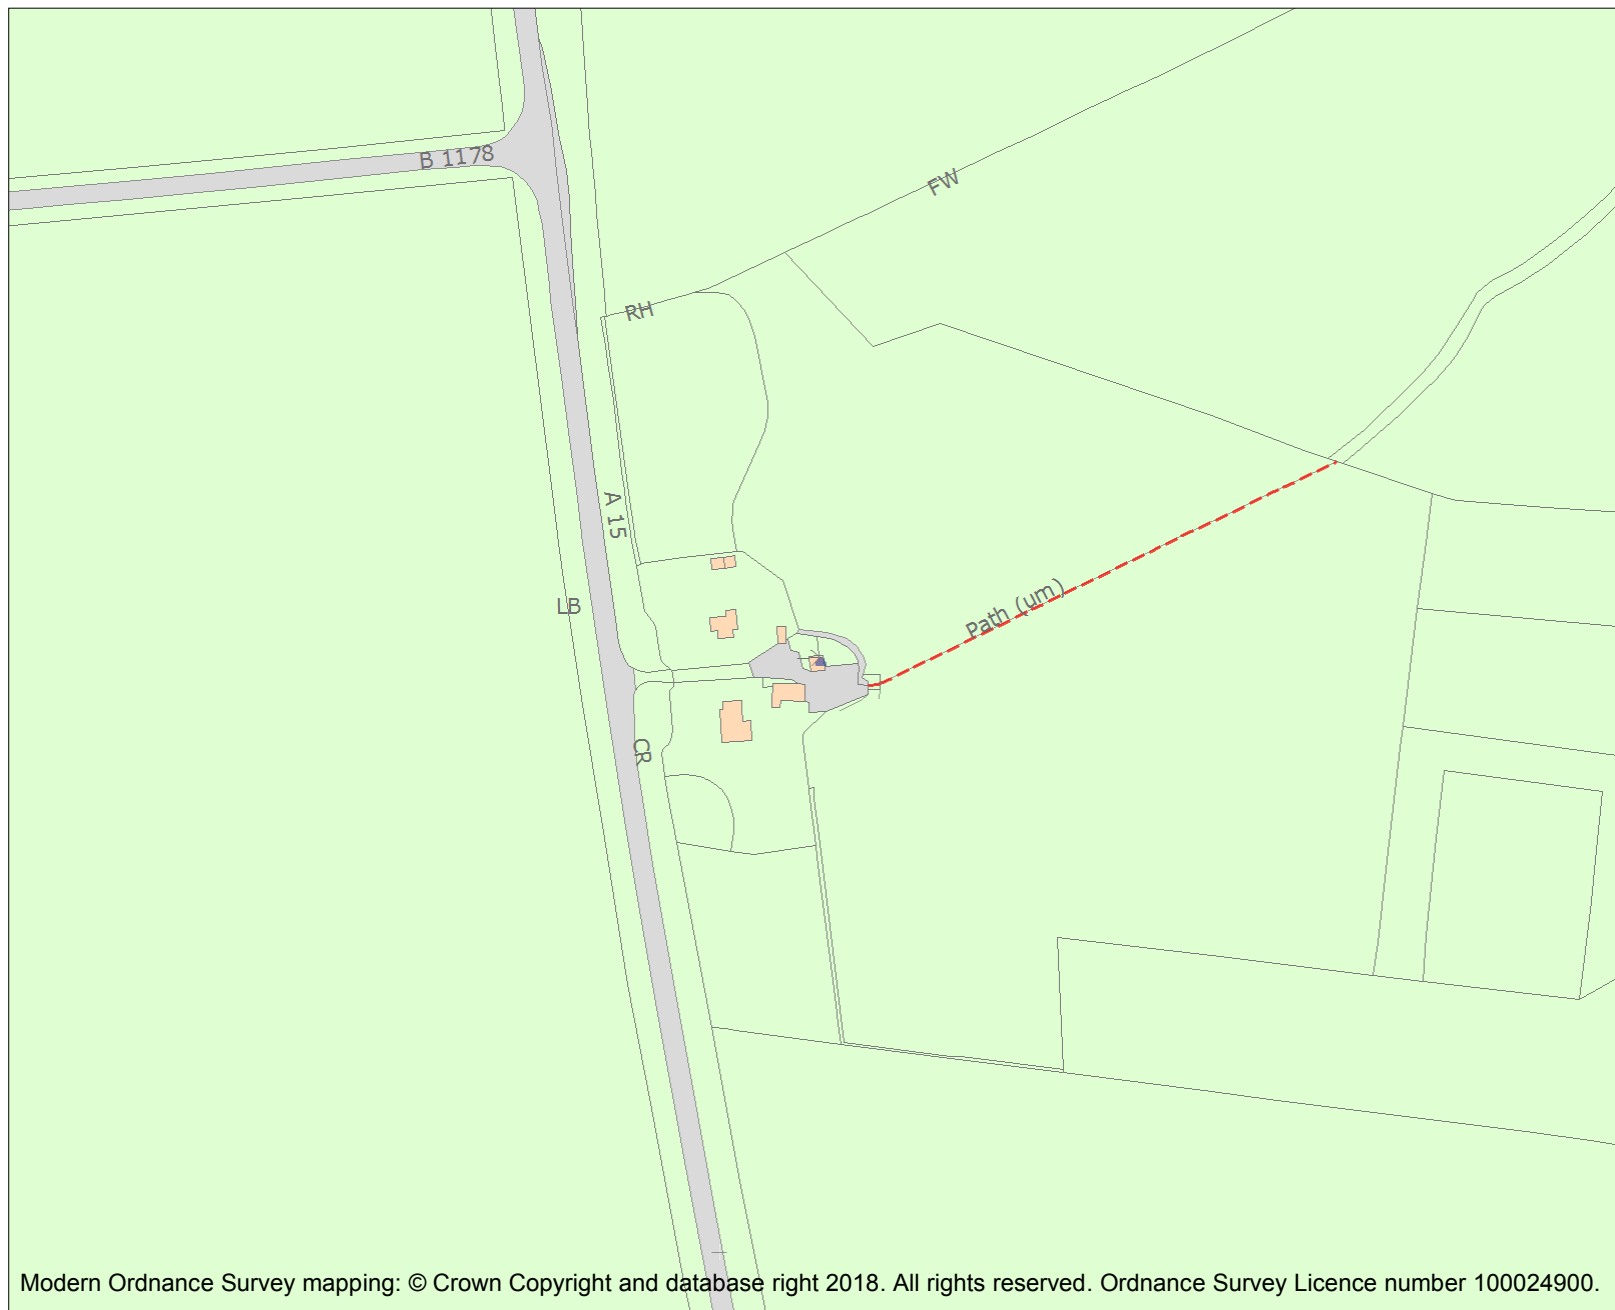 B 1178
FW
RH
A 15
LB
Path (um)
CR
Modern Ordnance Survey mapping: © Crown Copyright and database right 2018. All rights reserved. Ordnance Survey Licence number 100024900.